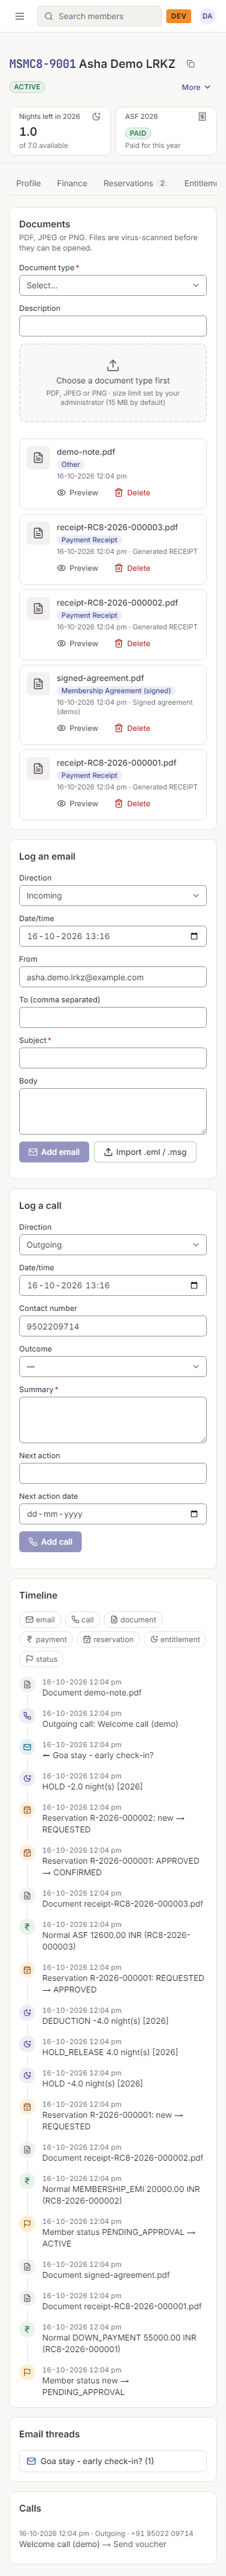 Search members
DEV
DA
MSMC8-9001 Asha Demo LRKZ
ACTIVE
More
Nights left in 2026
1.0
of 7.0 available
ASF 2026
PAID
Paid for this year
Profile
Finance
Reservations 2
Entitleme
Documents
PDF, JPEG or PNG. Files are virus-scanned before
they can be opened.
Document type *
Select...
Description
Choose a document type first
PDF, JPEG or PNG · size limit set by your
administrator (15 MB by default)
demo-note.pdf
Other
16-10-2026 12:04 pm
Preview
Delete
receipt-RC8-2026-000003.pdf
Payment Receipt
16-10-2026 12:04 pm · Generated RECEIPT
Preview
Delete
receipt-RC8-2026-000002.pdf
Payment Receipt
16-10-2026 12:04 pm · Generated RECEIPT
Preview
Delete
signed-agreement.pdf
Membership Agreement (signed)
16-10-2026 12:04 pm · Signed agreement
(demo)
Preview
Delete
receipt-RC8-2026-000001.pdf
Payment Receipt
16-10-2026 12:04 pm · Generated RECEIPT
Preview
Delete
Log an email
Direction
Incoming
Date/time
16-10-2026 13:16
From
asha.demo.lrkz@example.com
To (comma separated)
Subject *
Body
Add email
Import .eml / .msg
Log a call
Direction
Outgoing
Date/time
16-10-2026 13:16
Contact number
9502209714
Outcome
—
Summary *
Next action
Next action date
dd-mm-yyyy
Add call
Timeline
email
call
document
₹ payment
reservation
entitlement
status
16-10-2026 12:04 pm
Document demo-note.pdf
16-10-2026 12:04 pm
Outgoing call: Welcome call (demo)
16-10-2026 12:04 pm
← Goa stay - early check-in?
16-10-2026 12:04 pm
HOLD -2.0 night(s) [2026]
16-10-2026 12:04 pm
Reservation R-2026-000002: new →
REQUESTED
16-10-2026 12:04 pm
Reservation R-2026-000001: APPROVED
→ CONFIRMED
16-10-2026 12:04 pm
Document receipt-RC8-2026-000003.pdf
₹
16-10-2026 12:04 pm
Normal ASF 12600.00 INR (RC8-2026-
000003)
16-10-2026 12:04 pm
Reservation R-2026-000001: REQUESTED
→ APPROVED
16-10-2026 12:04 pm
DEDUCTION -4.0 night(s) [2026]
16-10-2026 12:04 pm
HOLD_RELEASE 4.0 night(s) [2026]
16-10-2026 12:04 pm
HOLD -4.0 night(s) [2026]
16-10-2026 12:04 pm
Reservation R-2026-000001: new →
REQUESTED
16-10-2026 12:04 pm
Document receipt-RC8-2026-000002.pdf
₹
16-10-2026 12:04 pm
Normal MEMBERSHIP_EMI 20000.00 INR
(RC8-2026-000002)
16-10-2026 12:04 pm
Member status PENDING_APPROVAL →
ACTIVE
16-10-2026 12:04 pm
Document signed-agreement.pdf
16-10-2026 12:04 pm
Document receipt-RC8-2026-000001.pdf
₹
16-10-2026 12:04 pm
Normal DOWN_PAYMENT 55000.00 INR
(RC8-2026-000001)
16-10-2026 12:04 pm
Member status new →
PENDING_APPROVAL
Email threads
Goa stay - early check-in? (1)
Calls
16-10-2026 12:04 pm · Outgoing · +91 95022 09714
Welcome call (demo) → Send voucher